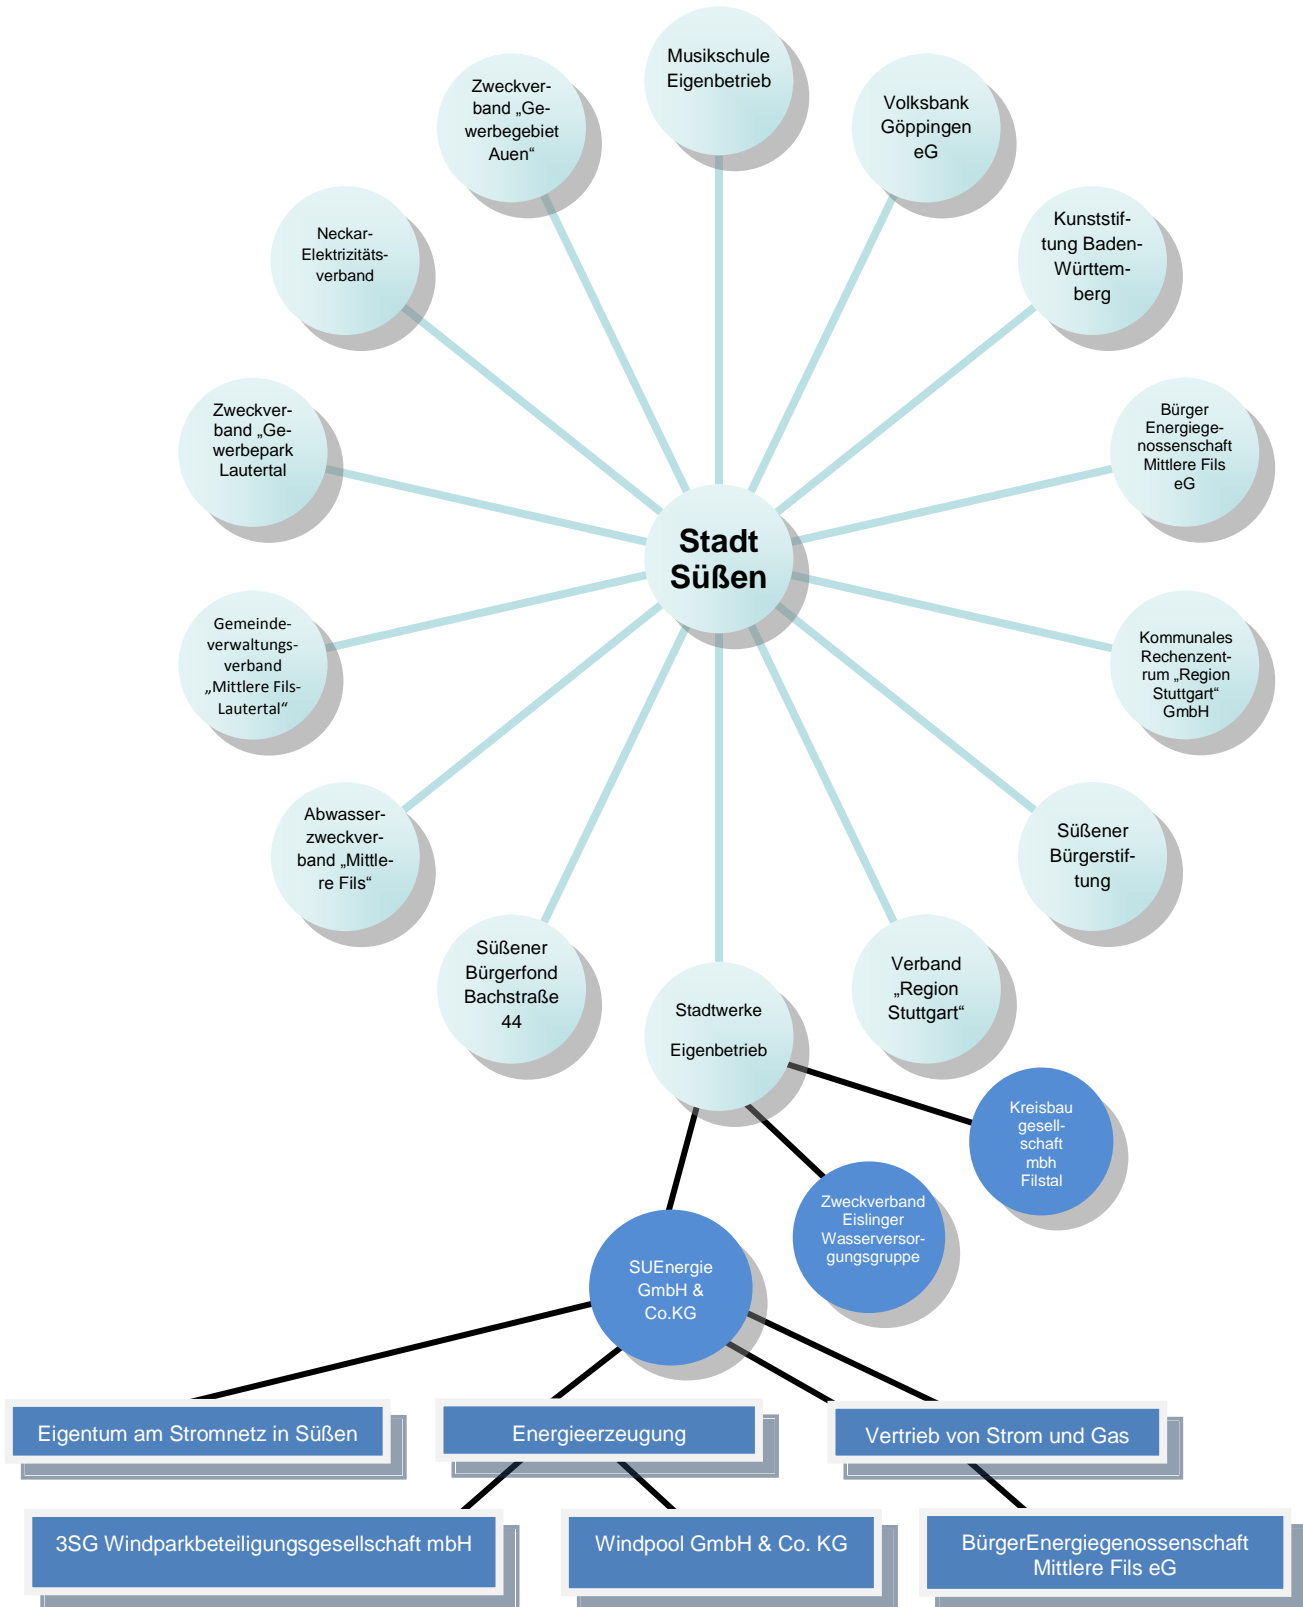 Musikschule
Eigenbetrieb
Zweckver-
band „Ge-
werbegebiet
Auen“
Volksbank
Göppingen
eG
Neckar-
Elektrizitäts-
verband
Kunststif-
tung Baden-
Württem-
berg
Zweckver-
band „Ge-
werbepark
Lautertal
Bürger
Energiege-
nossenschaft
Mittlere Fils
eG
Stadt
Süßen
Gemeinde-
verwaltungs-
verband
„Mittlere Fils-
Lautertal“
Kommunales
Rechenzent-
rum „Region
Stuttgart“
GmbH
Abwasser-
zweckver-
band „Mittle-
re Fils“
Süßener
Bürgerstif-
tung
Süßener
Bürgerfond
Bachstraße
44
Stadtwerke
Eigenbetrieb
Verband
„Region
Stuttgart“
Kreisbau
gesell-
schaft
mbh
Filstal
Zweckverband
Eislinger
Wasserversor-
gungsgruppe
SUEnergie
GmbH &
Co.KG
Eigentum am Stromnetz in Süßen
Energieerzeugung
Vertrieb von Strom und Gas
3SG Windparkbeteiligungsgesellschaft mbH
Windpool GmbH & Co. KG
BürgerEnergiegenossenschaft
Mittlere Fils eG